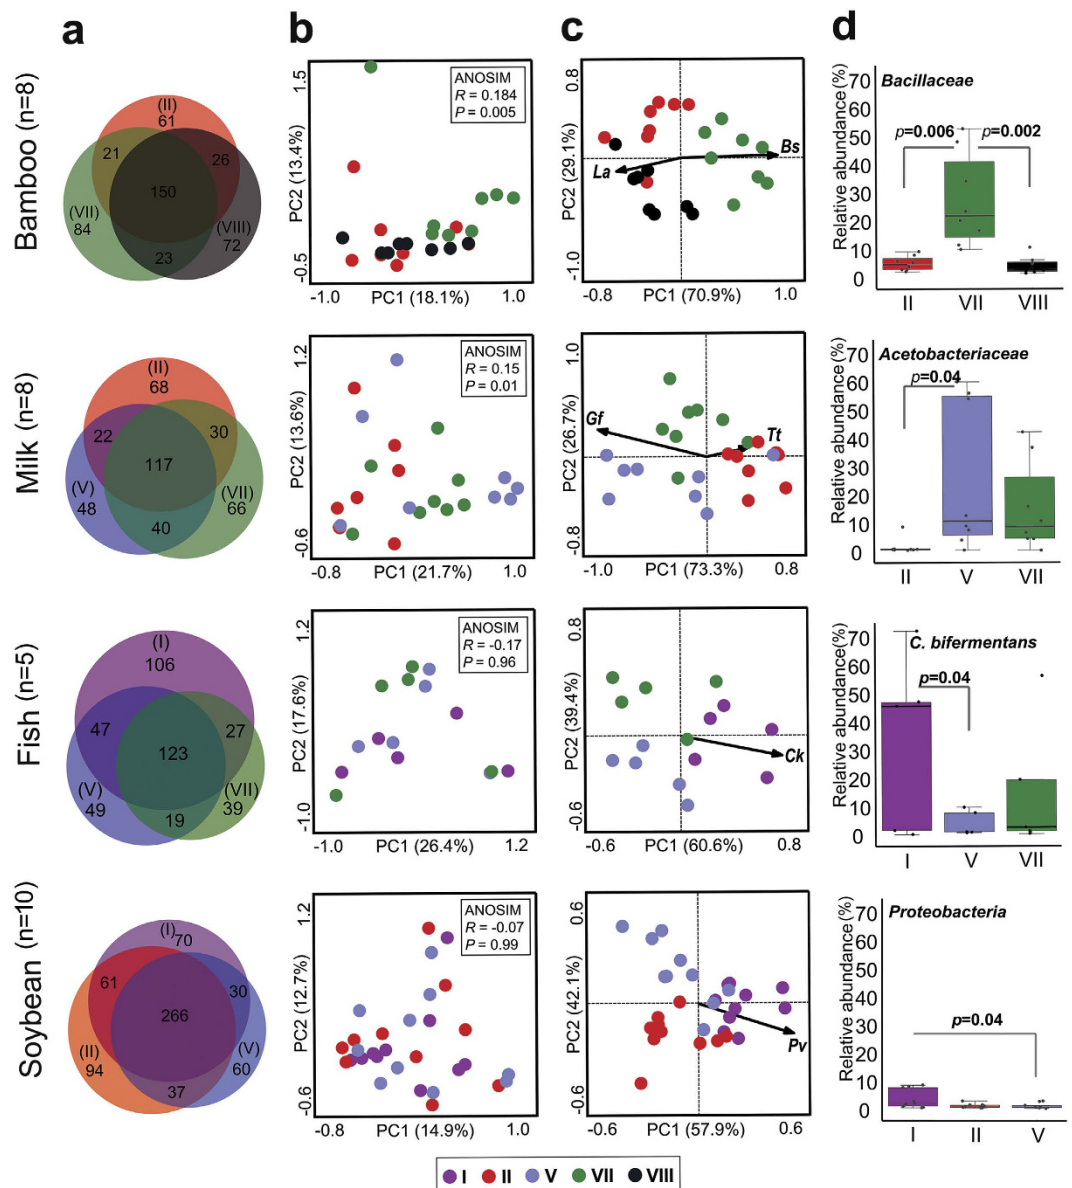 a b c d
Bamboo (n=8)
(II)
61
21
26
150
(VII)
84
(VIII)
72
23
1.5
PC2 (13.4%)
-0.5
ANOSIM
R = 0.184
P = 0.005
-1.0 PC1 (18.1%) 1.0
0.8
PC2 (29.1%)
-1.0
La
Bs
-0.8 PC1 (70.9%) 1.0
Relative abundance(%)
Bacillaceae
70
60
50
40
30
20
10
0
p=0.006
p=0.002
II VII VIII
Milk (n=8)
(II)
68
22
30
117
(V)
48
(VII)
66
40
1.2
PC2 (13.6%)
-0.6
ANOSIM
R = 0.15
P = 0.01
-0.8 PC1 (21.7%) 1.0
1.0
PC2 (26.7%)
-0.8
Gf
Tt
-1.0 PC1 (73.3%) 0.8
Relative abundance(%)
Acetobacteriaceae
70
60
50
40
30
20
10
0
p=0.04
II V VII
Fish (n=5)
(I)
106
47
27
123
(V)
49
(VII)
39
19
1.2
PC2 (17.6%)
-1.0
ANOSIM
R = -0.17
P = 0.96
-1.0 PC1 (26.4%) 1.2
0.8
PC2 (39.4%)
-0.6
Ck
-0.6 PC1 (60.6%) 0.8
Relative abundance(%)
C. bifermentans
70
60
50
40
30
20
10
0
p=0.04
I V VII
Soybean (n=10)
(I)
70
61
30
266
(II)
94
(V)
60
37
1.2
PC2 (12.7%)
-0.6
ANOSIM
R = -0.07
P = 0.99
-0.8 PC1 (14.9%) 1.0
0.6
PC2 (42.1%)
-0.6
Pv
-0.6 PC1 (57.9%) 0.6
Relative abundance(%)
Proteobacteria
70
60
50
40
30
20
10
0
p=0.04
I II V
I II V VII VIII